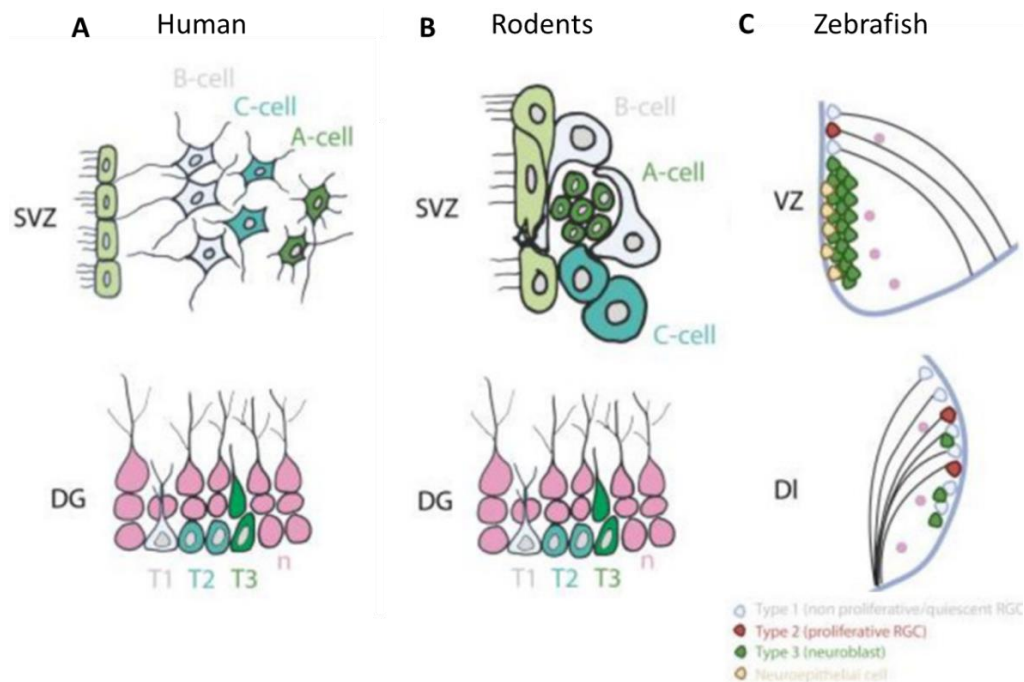 A Human
B Rodents
C Zebrafish
B-cell
C-cell
A-cell
SVZ
B-cell
A-cell
SVZ
C-cell
VZ
DG
T1 T2 T3 n
DG
T1 T2 T3 n
Dl
Type 1 (non proliferative/quiescent RGC
Type 2 (proliferative RGC)
Type 3 (neuroblast)
Neuroepithelial cell